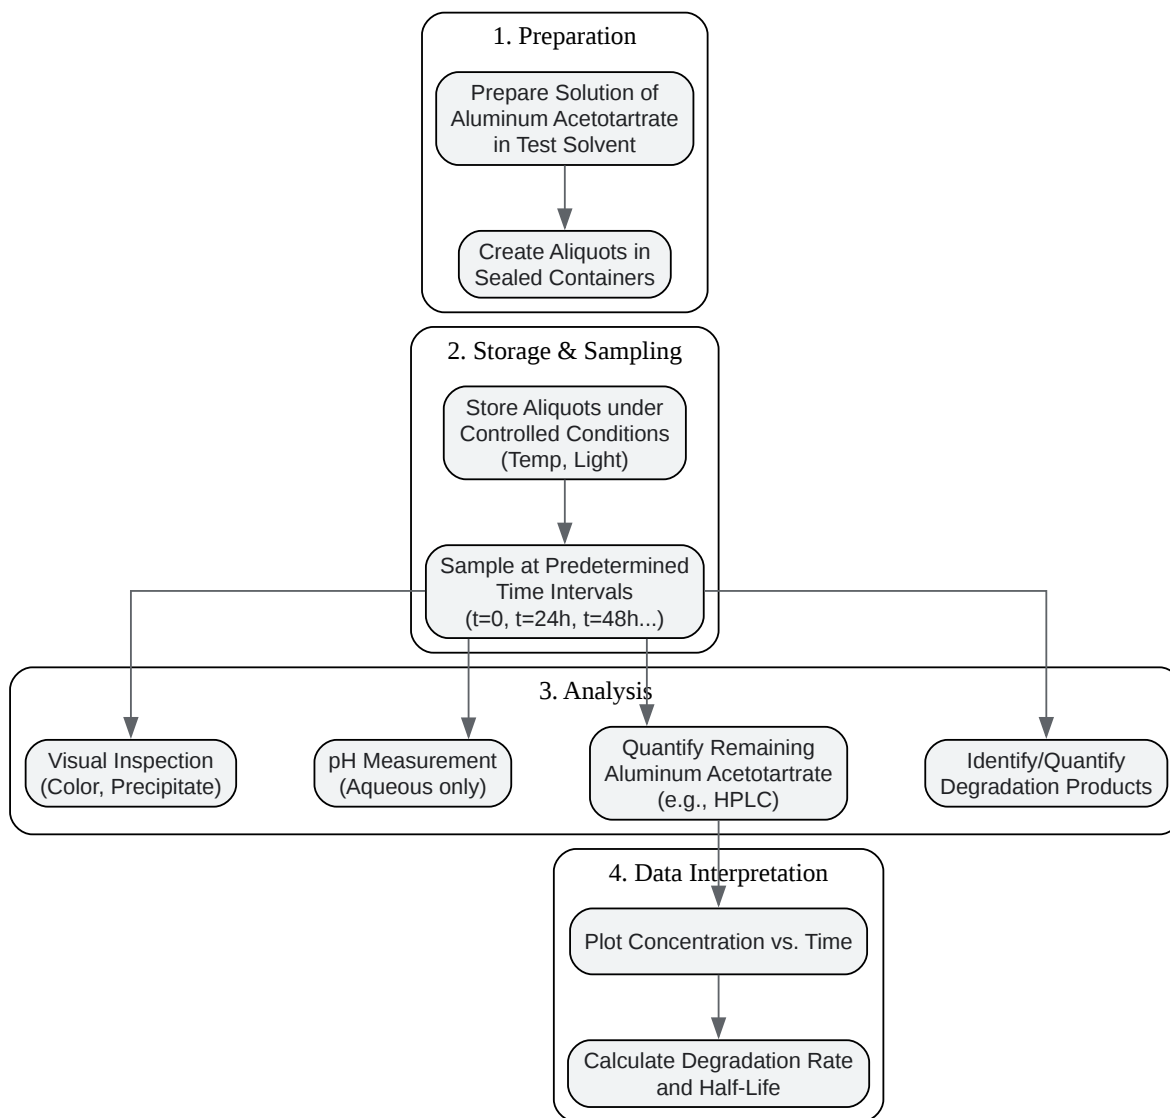 1. Preparation
Prepare Solution of
Aluminum Acetotartrate
in Test Solvent
Create Aliquots in
Sealed Containers
2. Storage & Sampling
Store Aliquots under
Controlled Conditions
(Temp, Light)
Sample at Predetermined
Time Intervals
(t=0, t=24h, t=48h...)
3. Analysis
Visual Inspection
(Color, Precipitate)
pH Measurement
(Aqueous only)
Quantify Remaining
Aluminum Acetotartrate
(e.g., HPLC)
Identify/Quantify
Degradation Products
4. Data Interpretation
Plot Concentration vs. Time
Calculate Degradation Rate
and Half-Life